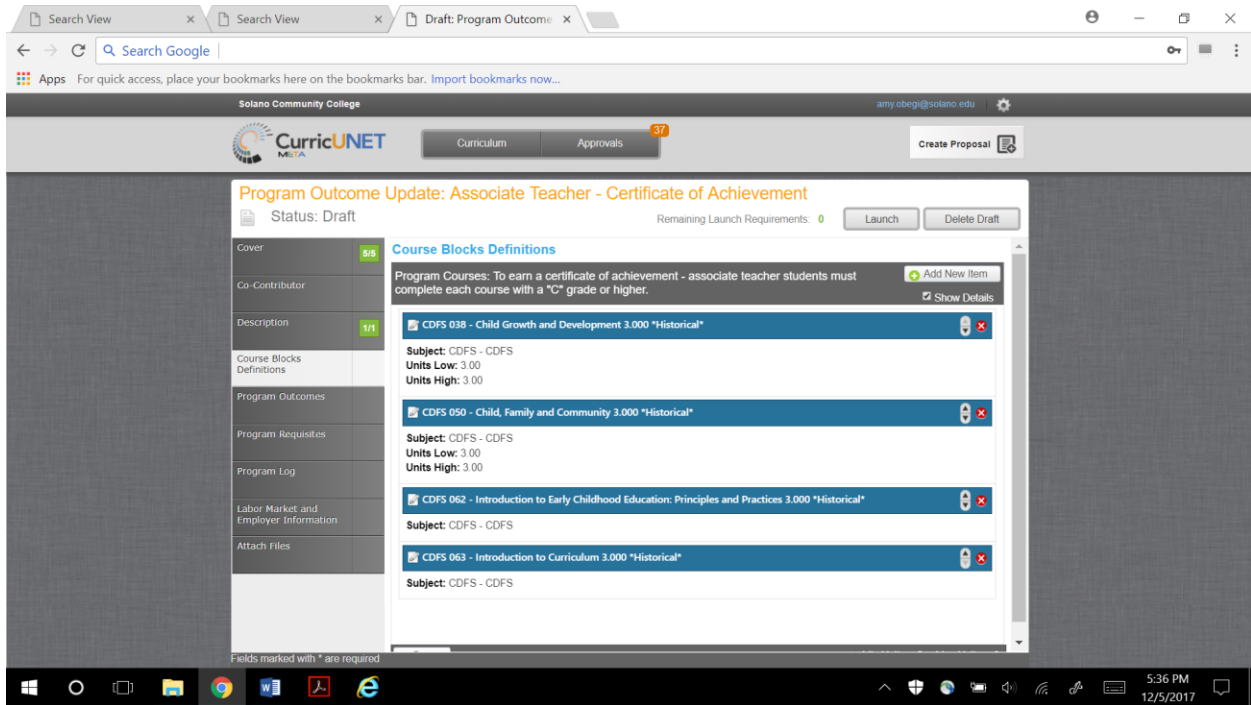 Search View
Search View
Draft: Program Outcome
Search Google
Apps For quick access, place your bookmarks here on the bookmarks bar. Import bookmarks now...
Solano Community College
amy.obegi@solano.edu
CurricUNET
META
Curriculum
Approvals
37
Create Proposal
Program Outcome Update: Associate Teacher - Certificate of Achievement
Status: Draft
Remaining Launch Requirements: 0
Launch
Delete Draft
Cover
5/5
Co-Contributor
Description
1/1
Course Blocks
Definitions
Program Outcomes
Program Requisites
Program Log
Labor Market and
Employer Information
Attach Files
Course Blocks Definitions
Program Courses: To earn a certificate of achievement - associate teacher students must
complete each course with a "C" grade or higher.
Add New Item
Show Details
CDFS 038 - Child Growth and Development 3.000 *Historical*
Subject: CDFS - CDFS
Units Low: 3.00
Units High: 3.00
CDFS 050 - Child, Family and Community 3.000 *Historical*
Subject: CDFS - CDFS
Units Low: 3.00
Units High: 3.00
CDFS 062 - Introduction to Early Childhood Education: Principles and Practices 3.000 *Historical*
Subject: CDFS - CDFS
CDFS 063 - Introduction to Curriculum 3.000 *Historical*
Subject: CDFS - CDFS
Fields marked with * are required
5:36 PM
12/5/2017